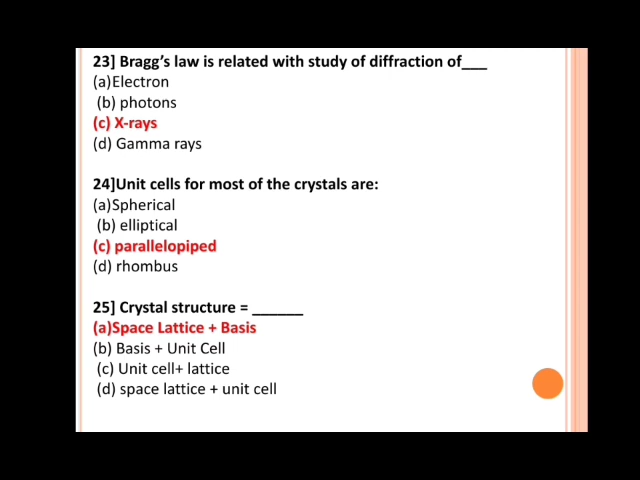 23] Bragg's law is related with study of diffraction of___
(a)Electron
(b) photons
(c) X-rays
(d) Gamma rays
24]Unit cells for most of the crystals are:
(a)Spherical
(b) elliptical
(c) parallelopiped
(d) rhombus
25] Crystal structure = ______
(a)Space Lattice + Basis
(b) Basis + Unit Cell
(c) Unit cell+ lattice
(d) space lattice + unit cell